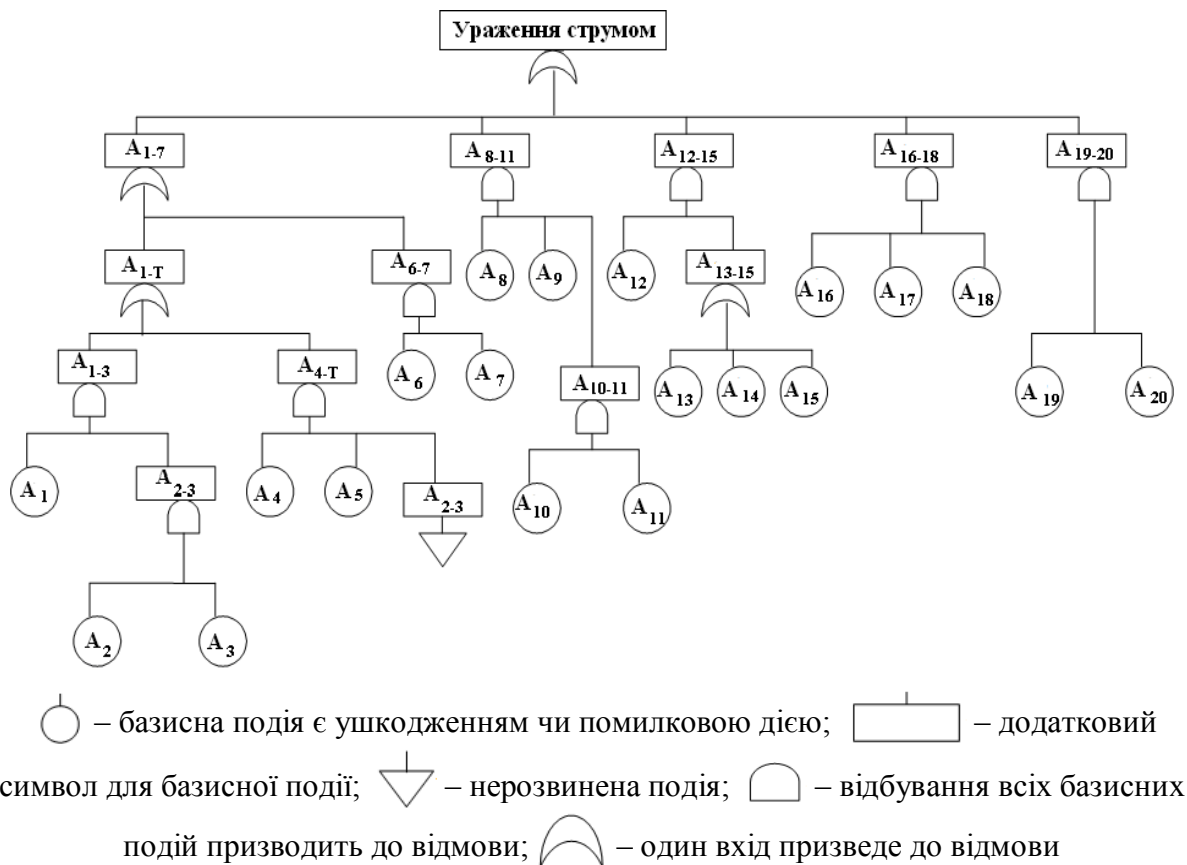 Ураження струмом
A1-7 A8-11 A12-15 A16-18 A19-20
A1-T A6-7 A8 A9 A12 A13-15 A16 A17 A18
A1-3 A4-T A6 A7 A10-11 A13 A14 A15 A19 A20
A1 A2-3 A4 A5 A2-3 A10 A11
A2 A3
– базисна подія є ушкодженням чи помилковою дією; – додатковий
символ для базисної події; – нерозвинена подія; – відбування всіх базисних
подій призводить до відмови; – один вхід призведе до відмови